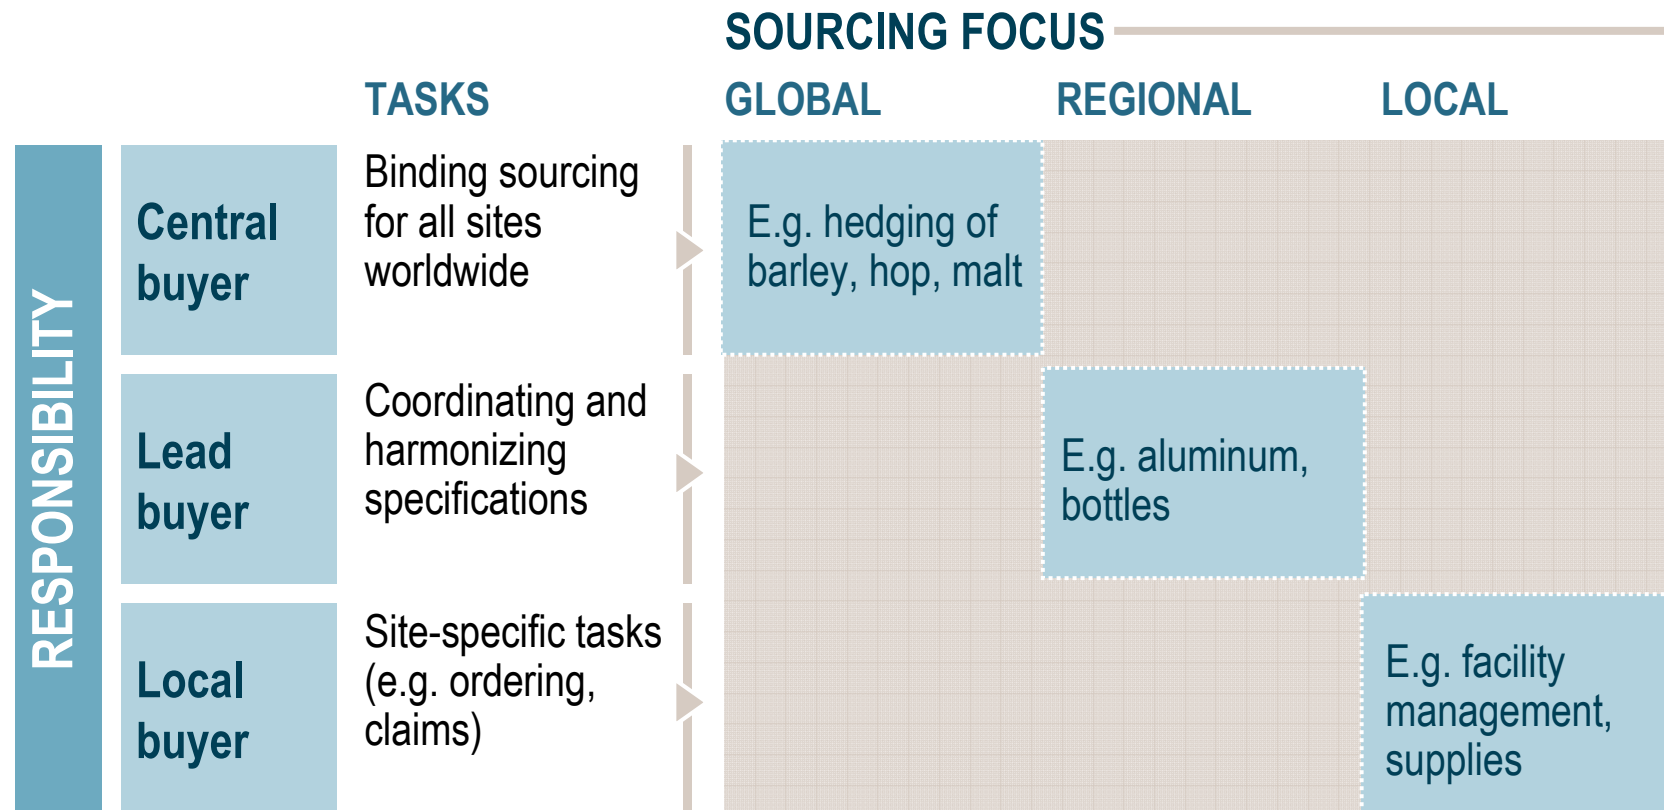 SOURCING FOCUS
TASKS
GLOBAL
REGIONAL
LOCAL
RESPONSIBILITY
Central
buyer
Binding sourcing
for all sites
worldwide
E.g. hedging of
barley, hop, malt
Lead
buyer
Coordinating and
harmonizing
specifications
E.g. aluminum,
bottles
Local
buyer
Site-specific tasks
(e.g. ordering,
claims)
E.g. facility
management,
supplies